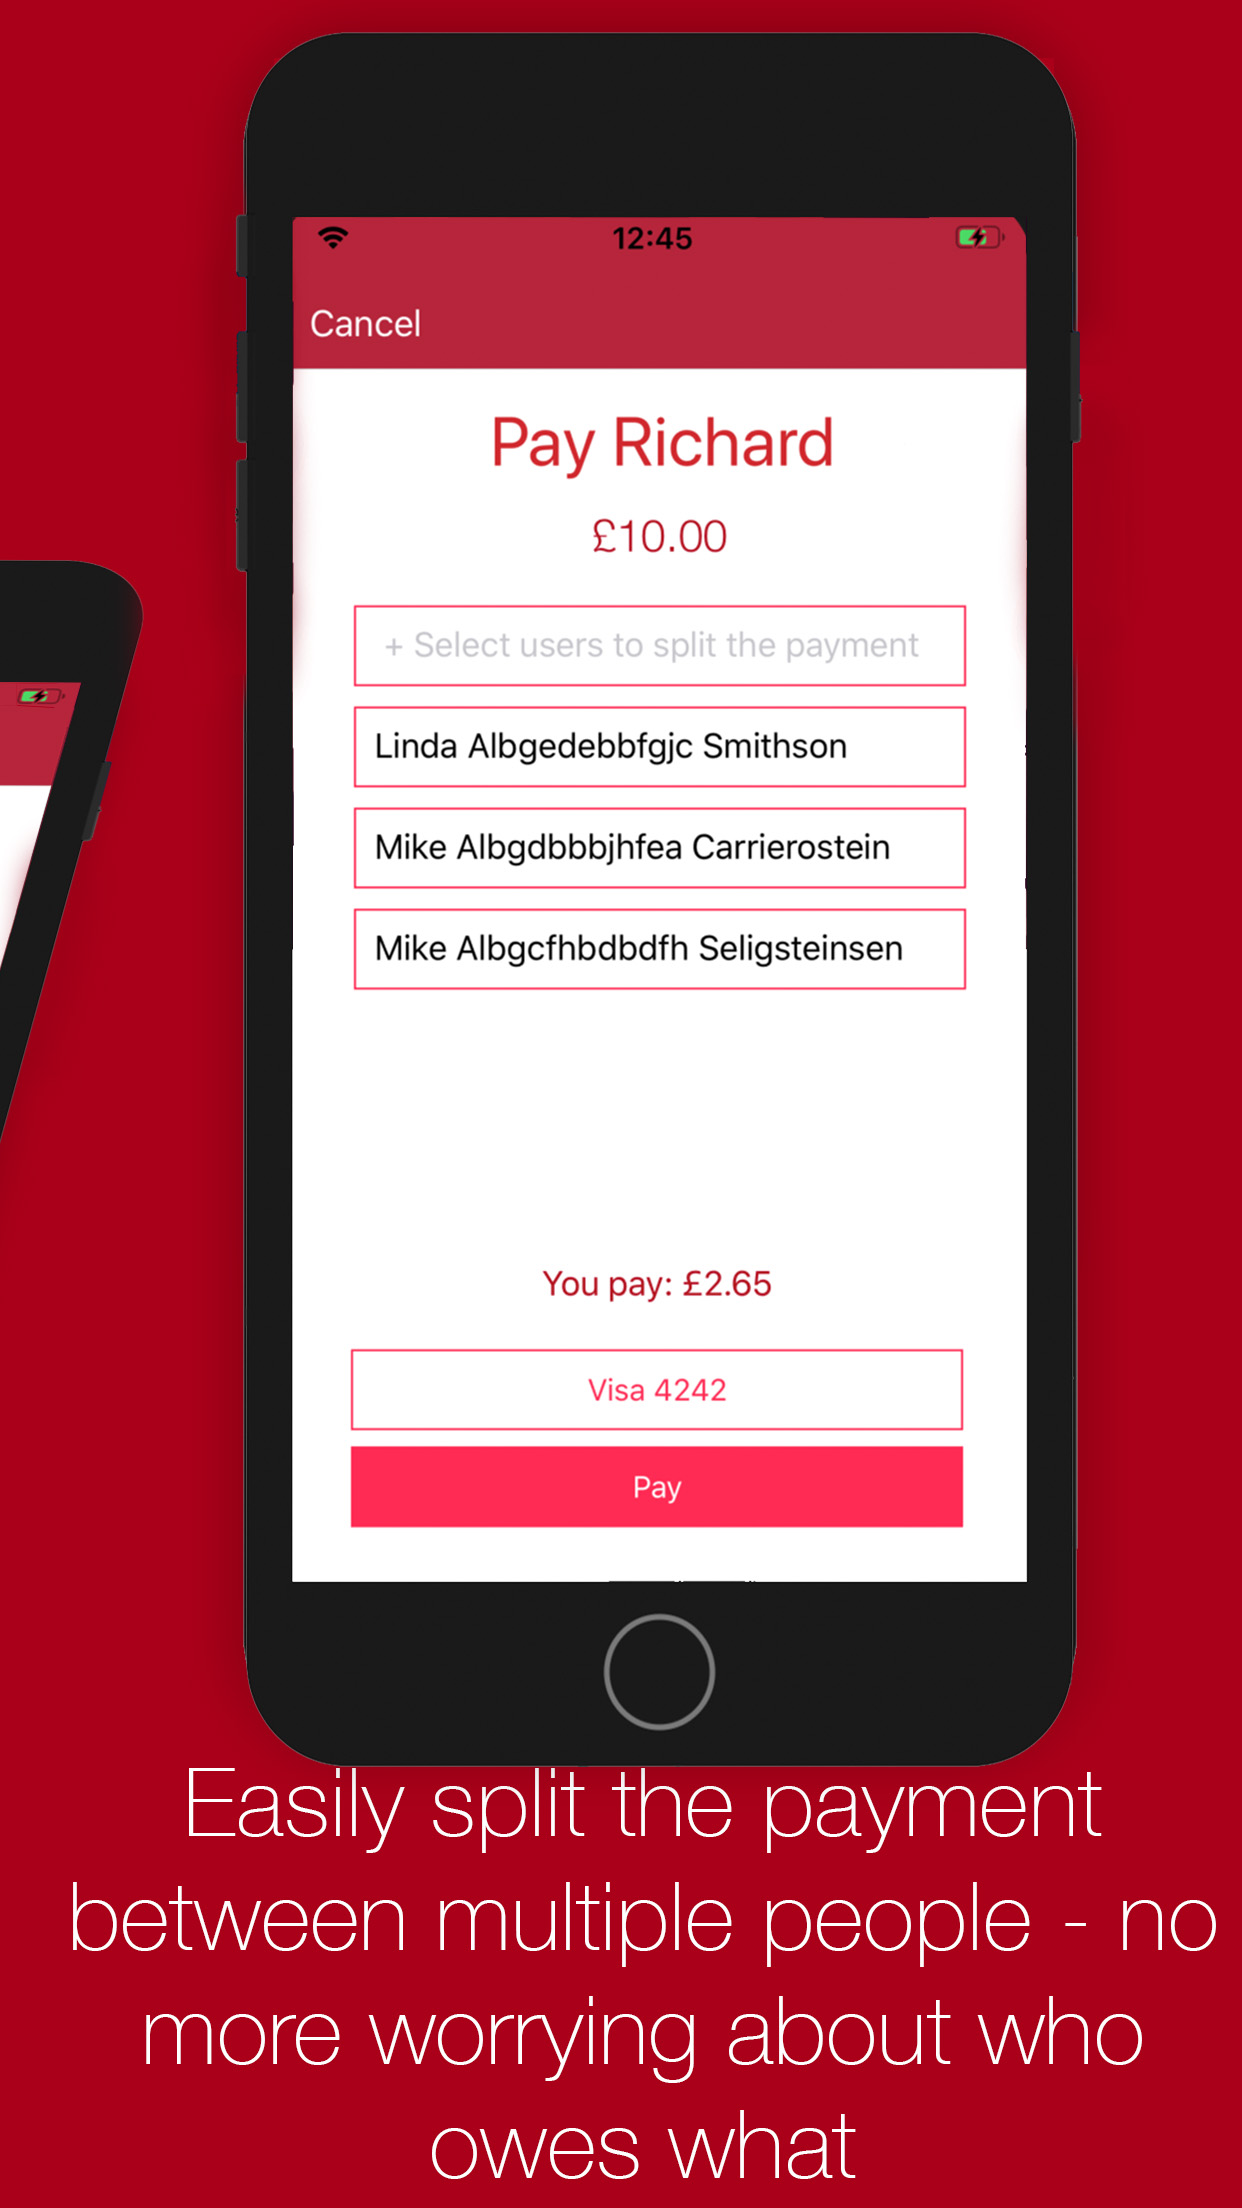 12:45
Cancel
Pay Richard
£10.00
+ Select users to split the payment
Linda Albgedebbfgjc Smithson
Mike Albgdbbbjhfea Carrierostein
Mike Albgcfhbdbdfh Seligsteinsen
You pay: £2.65
Visa 4242
Pay
Easily split the payment
between multiple people - no
more worrying about who
owes what